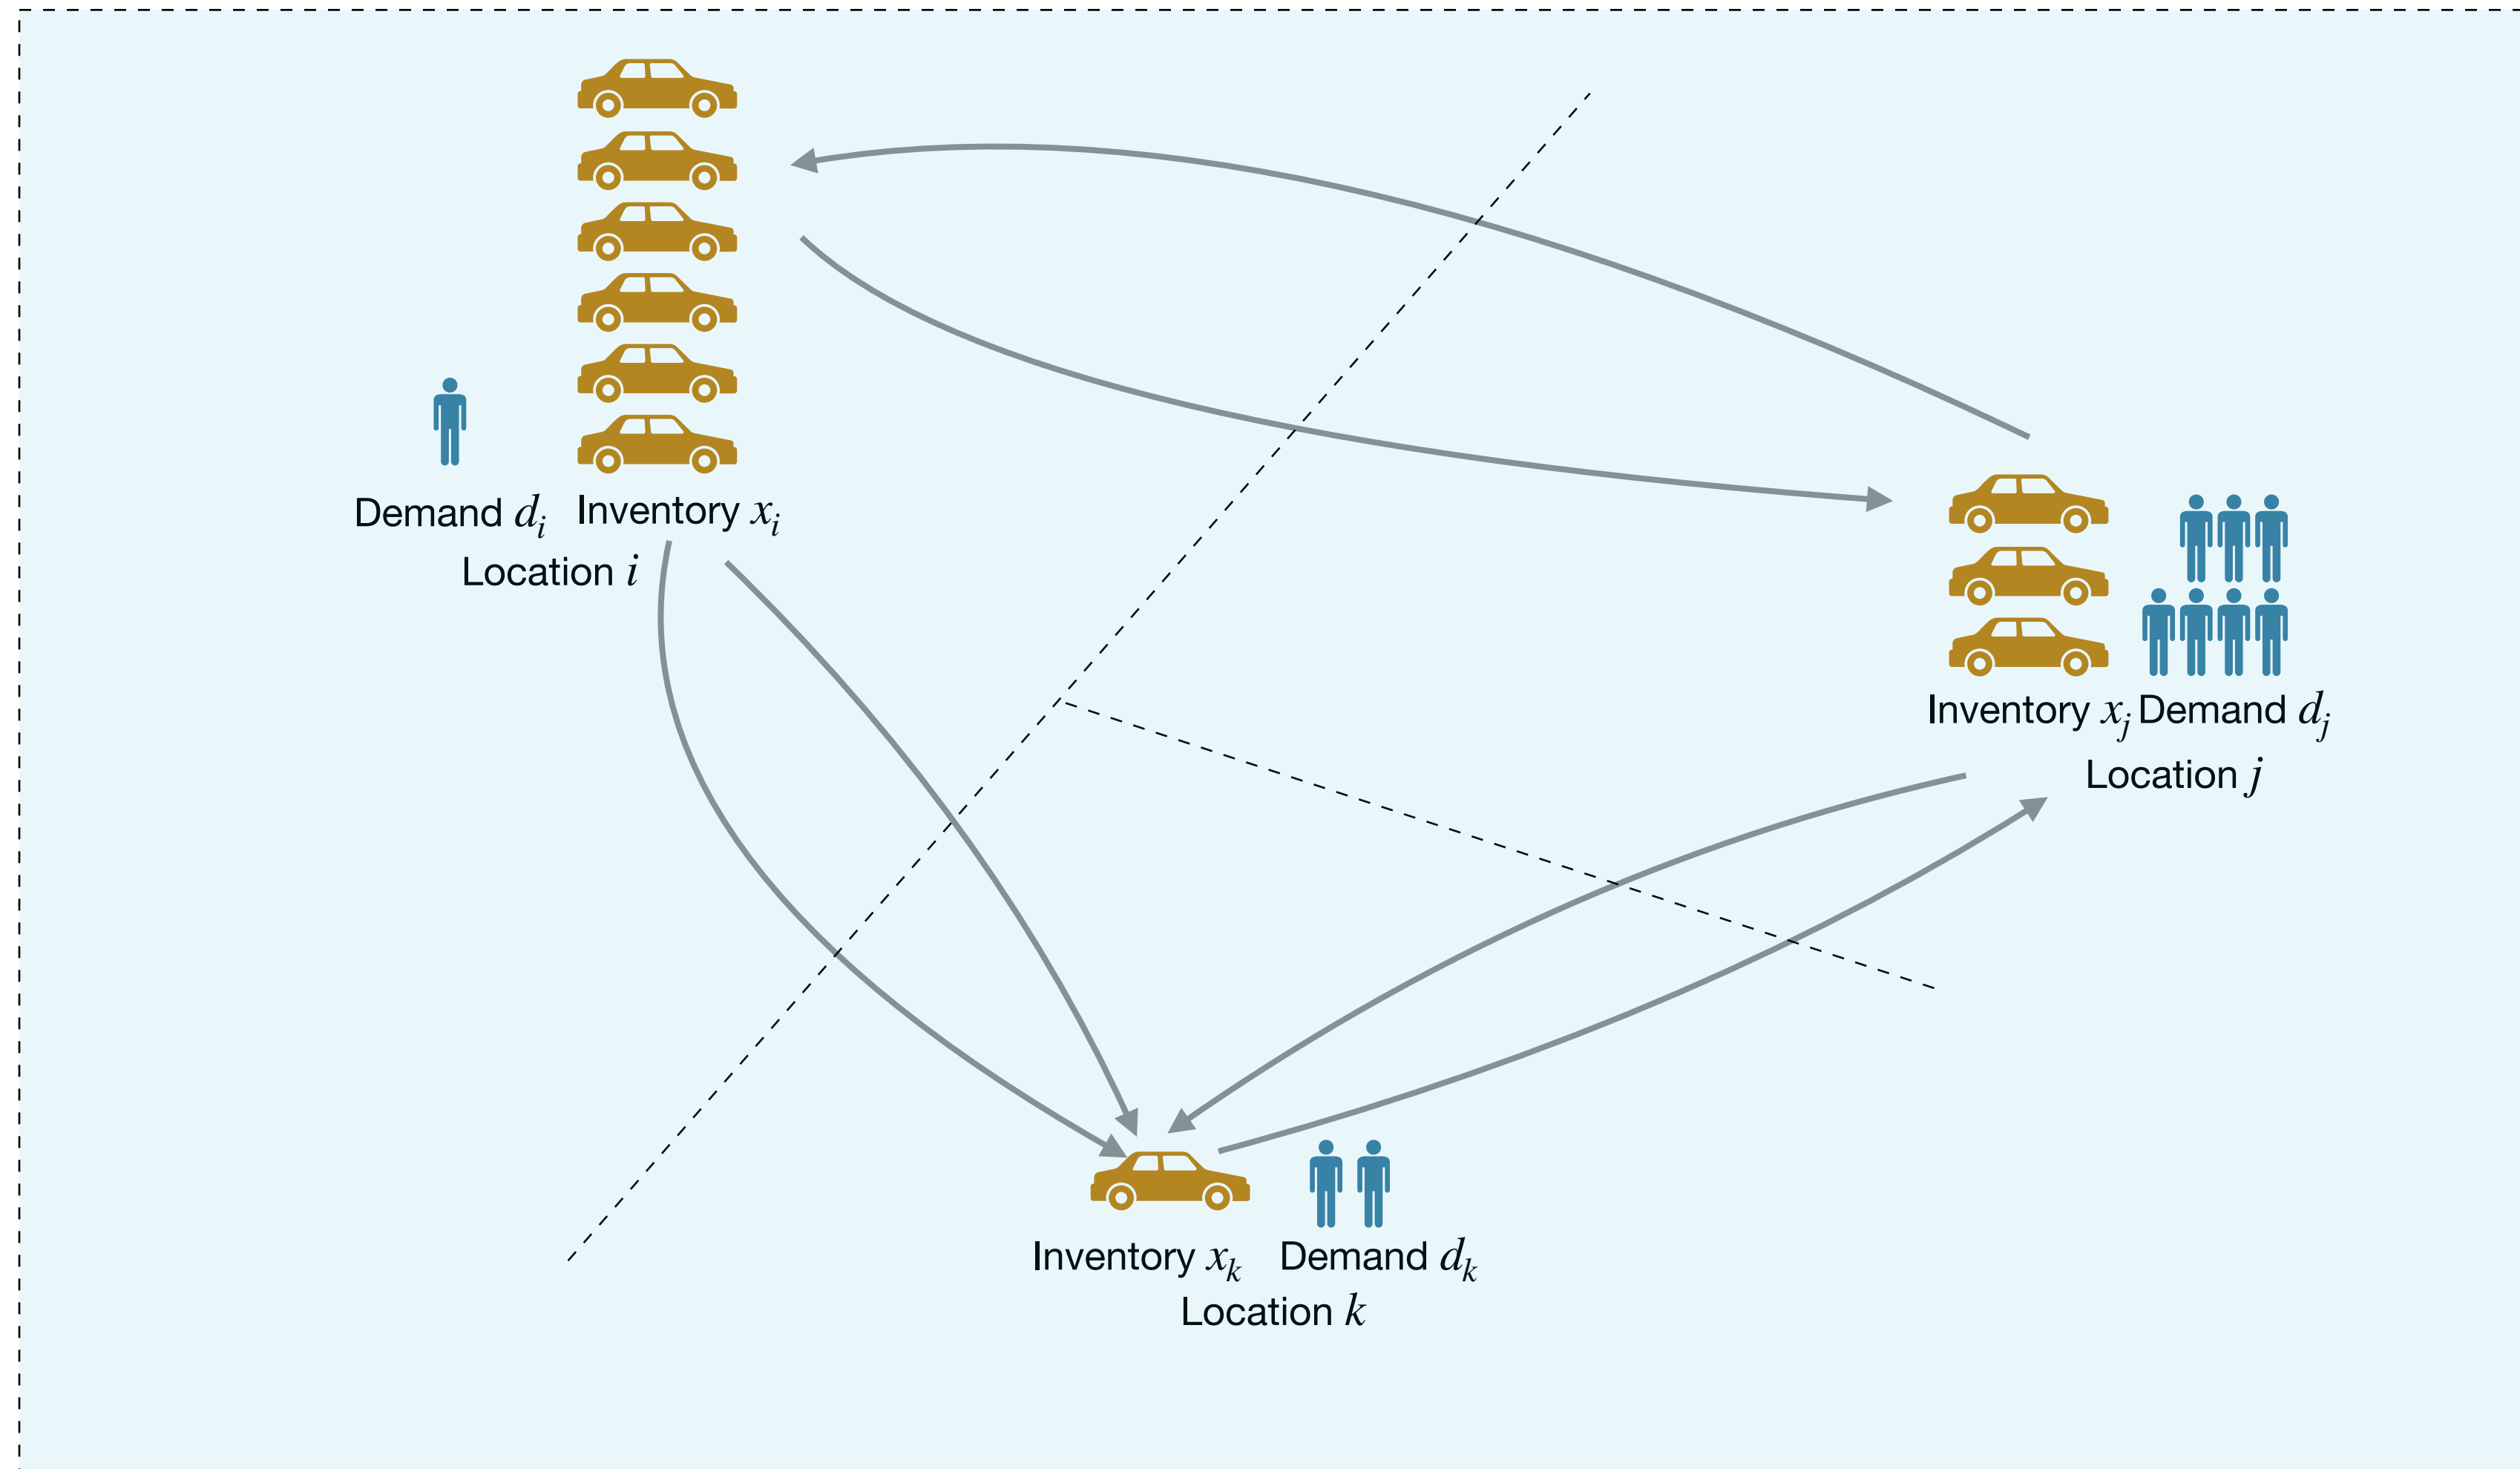 Demand d_i Inventory x_i
Location i
Inventory x_j Demand d_j
Location j
Inventory x_k Demand d_k
Location k